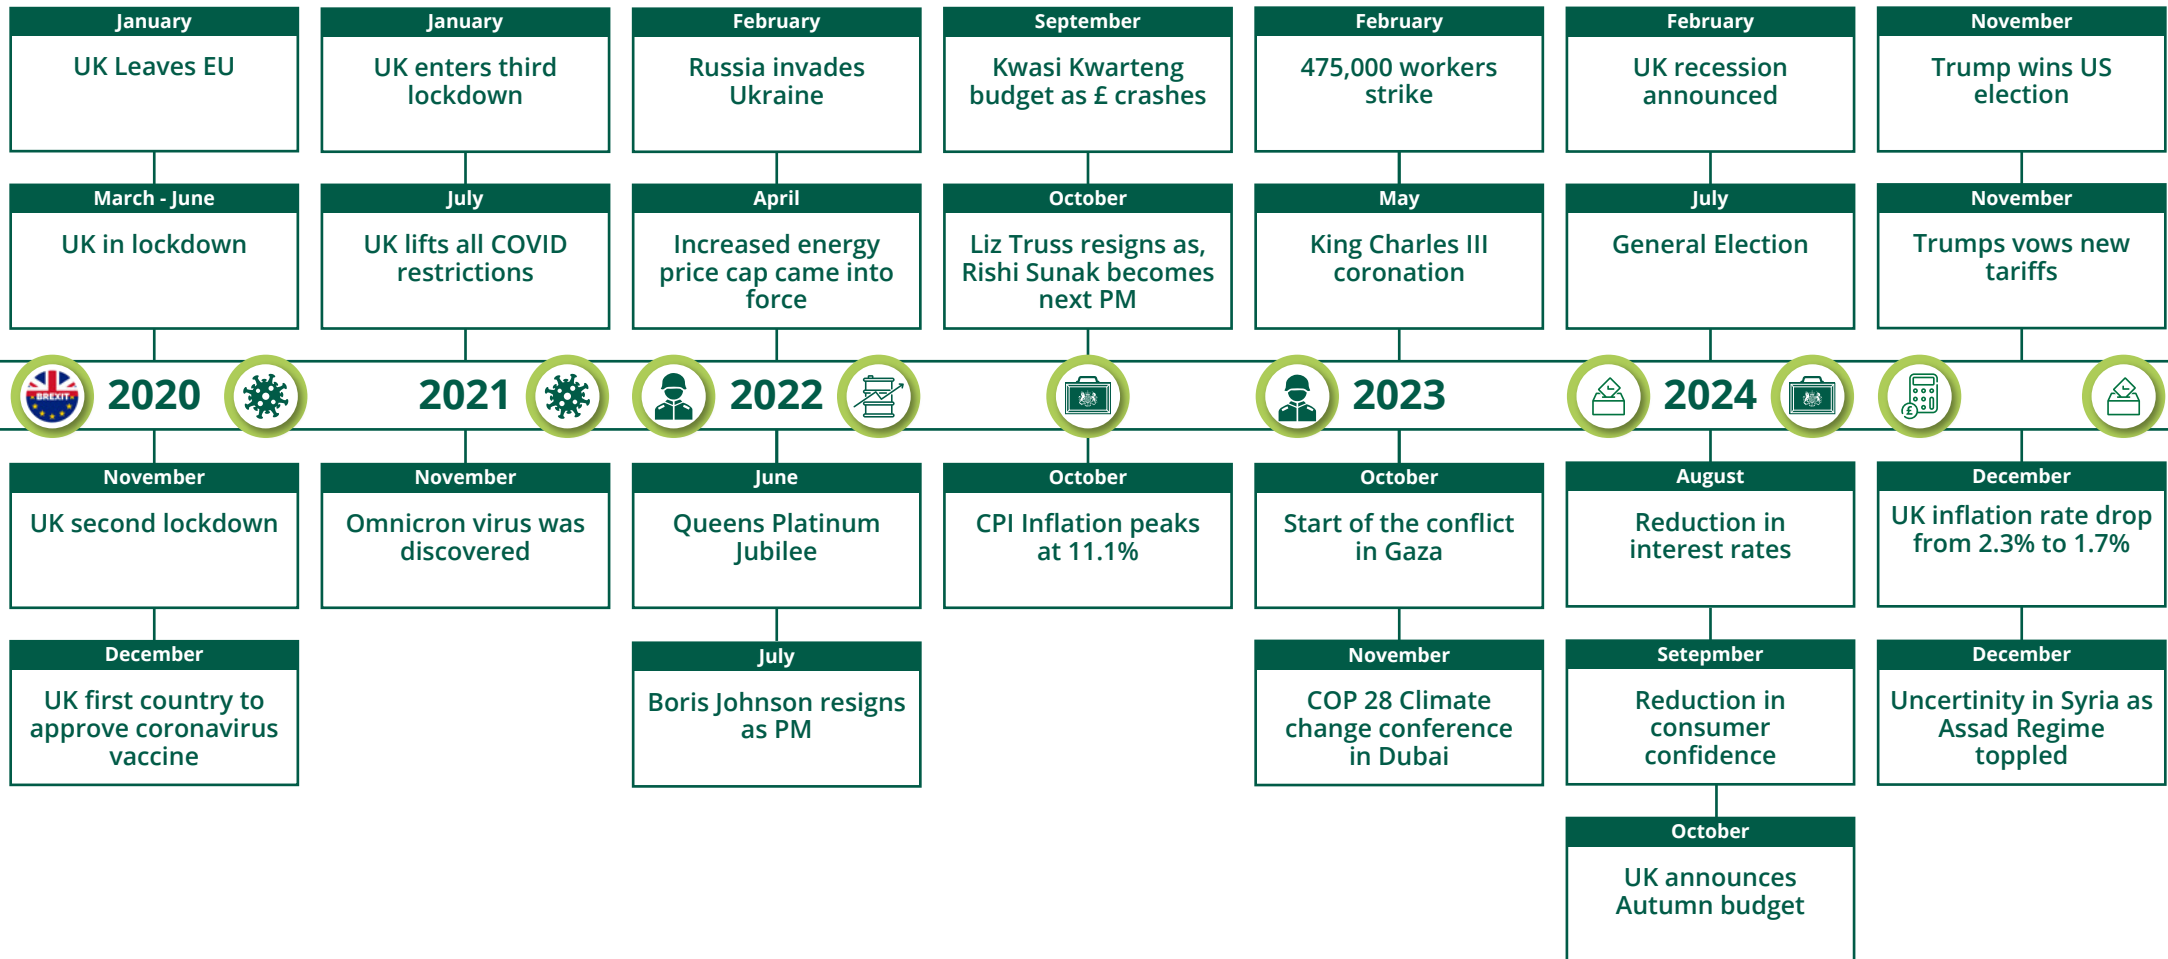 January
UK Leaves EU
March - June
UK in lockdown
January
UK enters third
lockdown
July
UK lifts all COVID
restrictions
February
Russia invades
Ukraine
April
Increased energy
price cap came into
force
September
Kwasi Kwarteng
budget as £ crashes
October
Liz Truss resigns as,
Rishi Sunak becomes
next PM
February
475,000 workers
strike
May
King Charles III
coronation
February
UK recession
announced
July
General Election
November
Trump wins US
election
November
Trumps vows new
tariffs
BREXIT
2020
2021
2022
2023
2024
£
November
UK second lockdown
December
UK first country to
approve coronavirus
vaccine
November
Omnicron virus was
discovered
June
Queens Platinum
Jubilee
July
Boris Johnson resigns
as PM
October
CPI Inflation peaks
at 11.1%
October
Start of the conflict
in Gaza
November
COP 28 Climate
change conference
in Dubai
August
Reduction in
interest rates
Setepmber
Reduction in
consumer
confidence
October
UK announces
Autumn budget
December
UK inflation rate drop
from 2.3% to 1.7%
December
Uncertinity in Syria as
Assad Regime
toppled